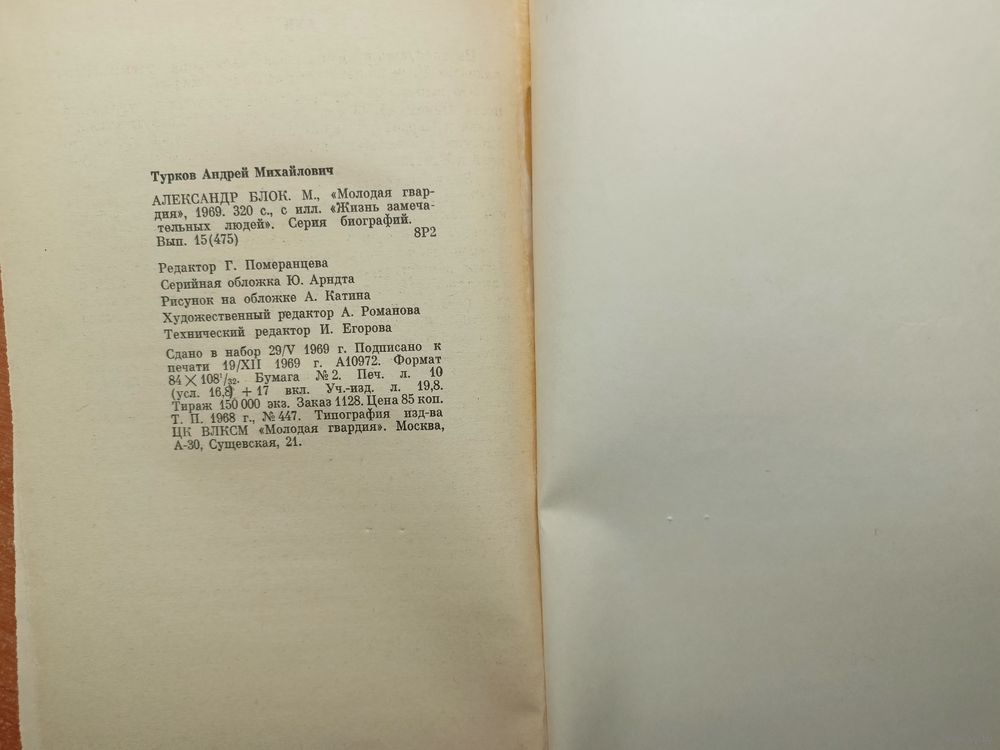 Турков Андрей Михайлович
АЛЕКСАНДР БЛОК. М., «Молодая гвар-
дия», 1969. 320 с., с илл. «Жизнь замеча-
тельных людей». Серия биографий.
Вып. 15(475) 8Р2
Редактор Г. Померанцева
Серийная обложка Ю. Арндта
Рисунок на обложке А. Катина
Художественный редактор А. Романова
Технический редактор И. Егорова
Сдано в набор 29/V 1969 г. Подписано к
печати 19/XII 1969 г. А10972. Формат
84×108¹/₃₂. Бумага № 2. Печ. л. 10
(усл. 16,8) + 17 вкл. Уч.-изд. л. 19,8.
Тираж 150 000 экз. Заказ 1128. Цена 85 коп.
Т. П. 1968 г., № 447. Типография изд-ва
ЦК ВЛКСМ «Молодая гвардия». Москва,
А-30, Сущевская, 21.